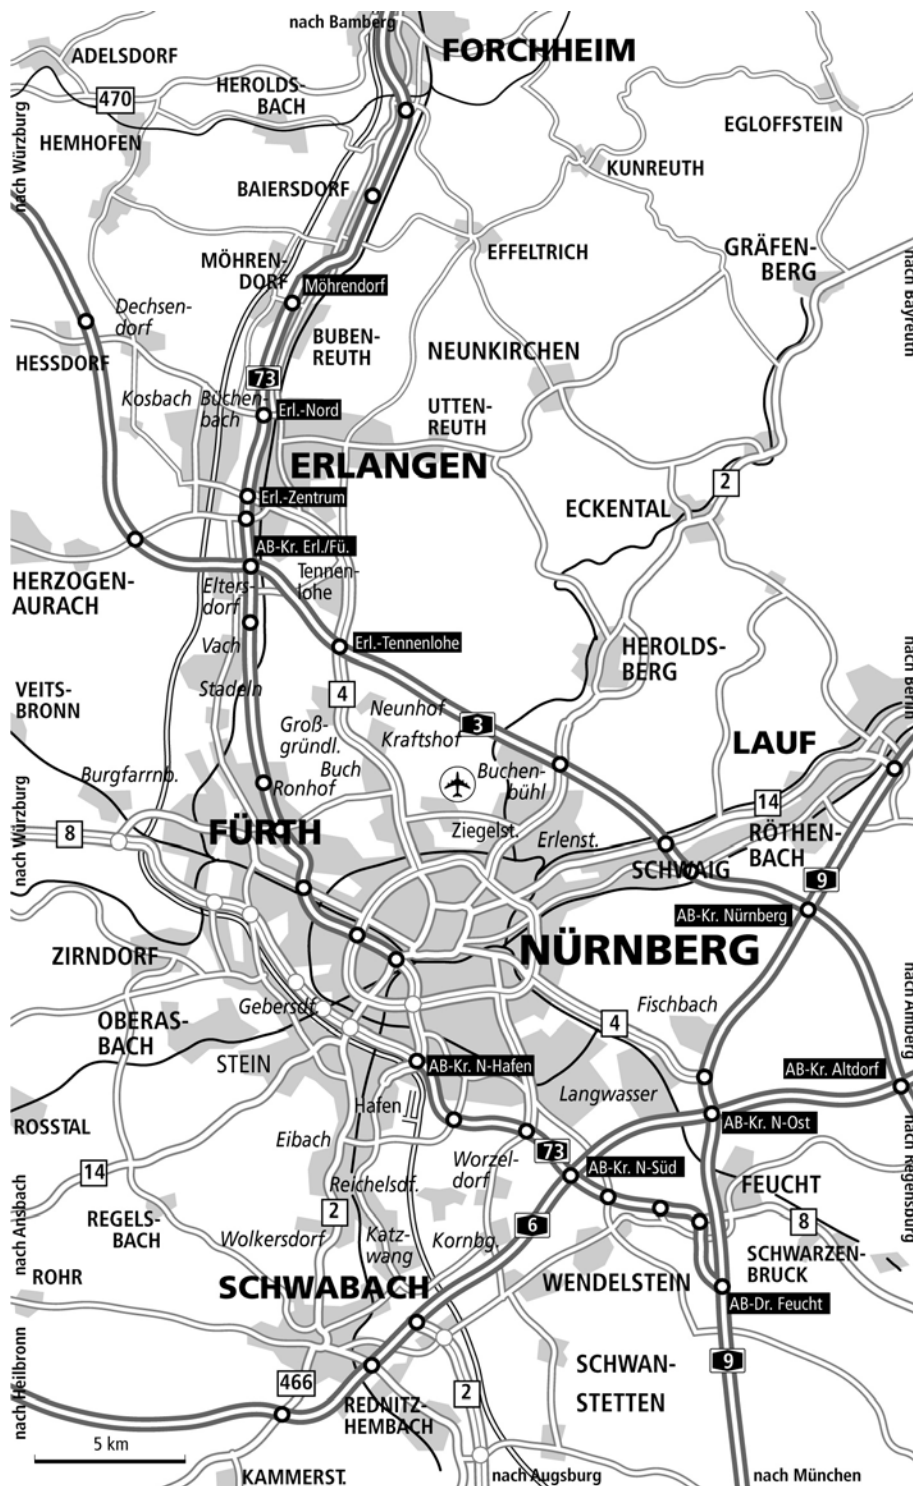 nach Bamberg
FORCHHEIM
ADELSDORF
HEROLDS-
BACH
470
HEMHOFEN
EGLOFFSTEIN
KUNREUTH
nach Würzburg
BAIERSDORF
EFFELTRICH
GRÄFEN-
BERG
nach Bayreuth
MÖHREN-
DORF
Möhrendorf
Dechsen-
dorf
BUBEN-
REUTH
HESSDORF
NEUNKIRCHEN
73
Kosbach
Büchen-
bach
Erl.-Nord
UTTEN-
REUTH
ERLANGEN
2
Erl.-Zentrum
ECKENTAL
AB-Kr. Erl./Fü.
HERZOGEN-
AURACH
Tennen-
lohe
Elters-
dorf
Vach
Erl.-Tennenlohe
HEROLDS-
BERG
nach Berlin
VEITS-
BRONN
Stadeln
4
Neunhof
Groß-
gründl.
3
Kraftshof
LAUF
Buch
Burgfarrnb.
Ronhof
Buchen-
bühl
14
nach Würzburg
8
FÜRTH
Ziegelst.
Erlenst.
RÖTHEN-
BACH
SCHWAIG
9
AB-Kr. Nürnberg
NÜRNBERG
ZIRNDORF
nach Amberg
Gebersdf.
Fischbach
OBERAS-
BACH
4
STEIN
AB-Kr. N-Hafen
AB-Kr. Altdorf
Langwasser
Hafen
AB-Kr. N-Ost
ROSSTAL
nach Regensburg
Eibach
73
14
Worzel-
dorf
AB-Kr. N-Süd
Reichelsdf.
FEUCHT
nach Ansbach
REGELS-
BACH
2
6
8
Wolkersdorf
Katz-
wang
Kornbg.
ROHR
SCHWABACH
WENDELSTEIN
SCHWARZEN-
BRUCK
AB-Dr. Feucht
nach Heilbronn
9
SCHWAN-
STETTEN
466
2
REDNITZ-
HEMBACH
5 km
KAMMERST.
nach Augsburg
nach München